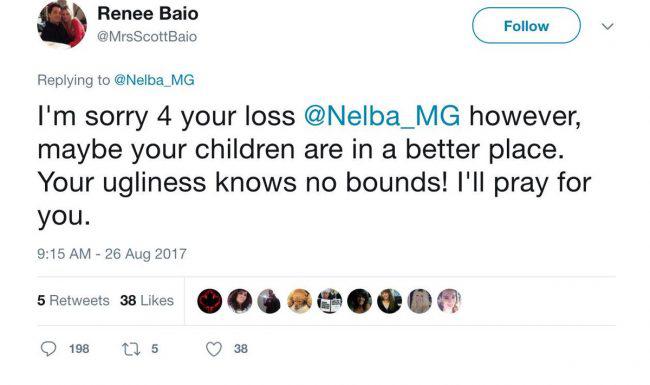 Renee Baio
@MrsScottBaio
Follow
Replying to @Nelba_MG
I'm sorry 4 your loss @Nelba_MG however,
maybe your children are in a better place.
Your ugliness knows no bounds! I'll pray for
you.
9:15 AM - 26 Aug 2017
5 Retweets 38 Likes
198 5 38